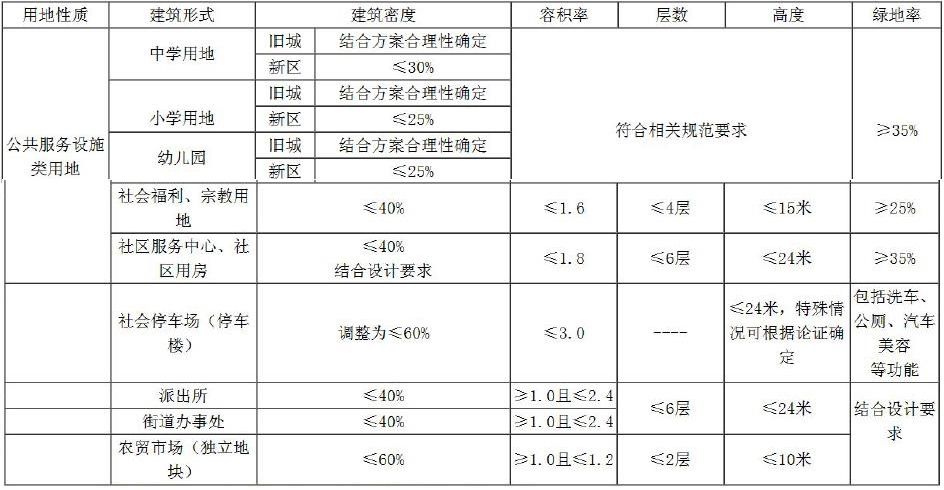 用地性质 建筑形式 建筑密度 容积率 层数 高度 绿地率
公共服务设施
类用地
中学用地 旧城 结合方案合理性确定
新区 ≤30%
小学用地 旧城 结合方案合理性确定
新区 ≤25%
幼儿园 旧城 结合方案合理性确定
新区 ≤25%
符合相关规范要求 ≥35%
社会福利、宗教用
地
≤40% ≤1.6 ≤4层 ≤15米 ≥25%
社区服务中心、社
区用房
≤40%
结合设计要求
≤1.8 ≤6层 ≤24米 ≥35%
社会停车场（停车
楼）
调整为≤60% ≤3.0 ----
≤24米，特殊情
况可根据论证确
定
包括洗车、
公厕、汽车
美容
等功能
派出所 ≤40% ≥1.0且≤2.4
街道办事处 ≤40% ≥1.0且≤2.4
≤6层 ≤24米
农贸市场（独立地
块）
≤60% ≥1.0且≤1.2 ≤2层 ≤10米
结合设计要
求